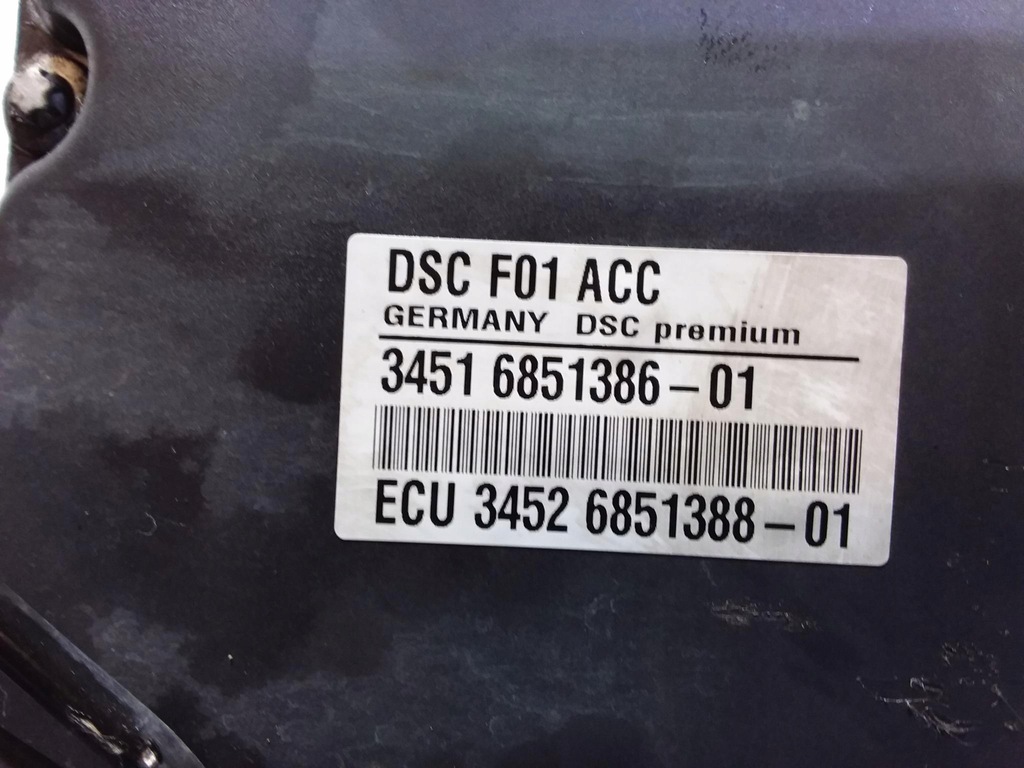 DSC F01 ACC
GERMANY DSC premium
3451 6851386-01
ECU 3452 6851388-01